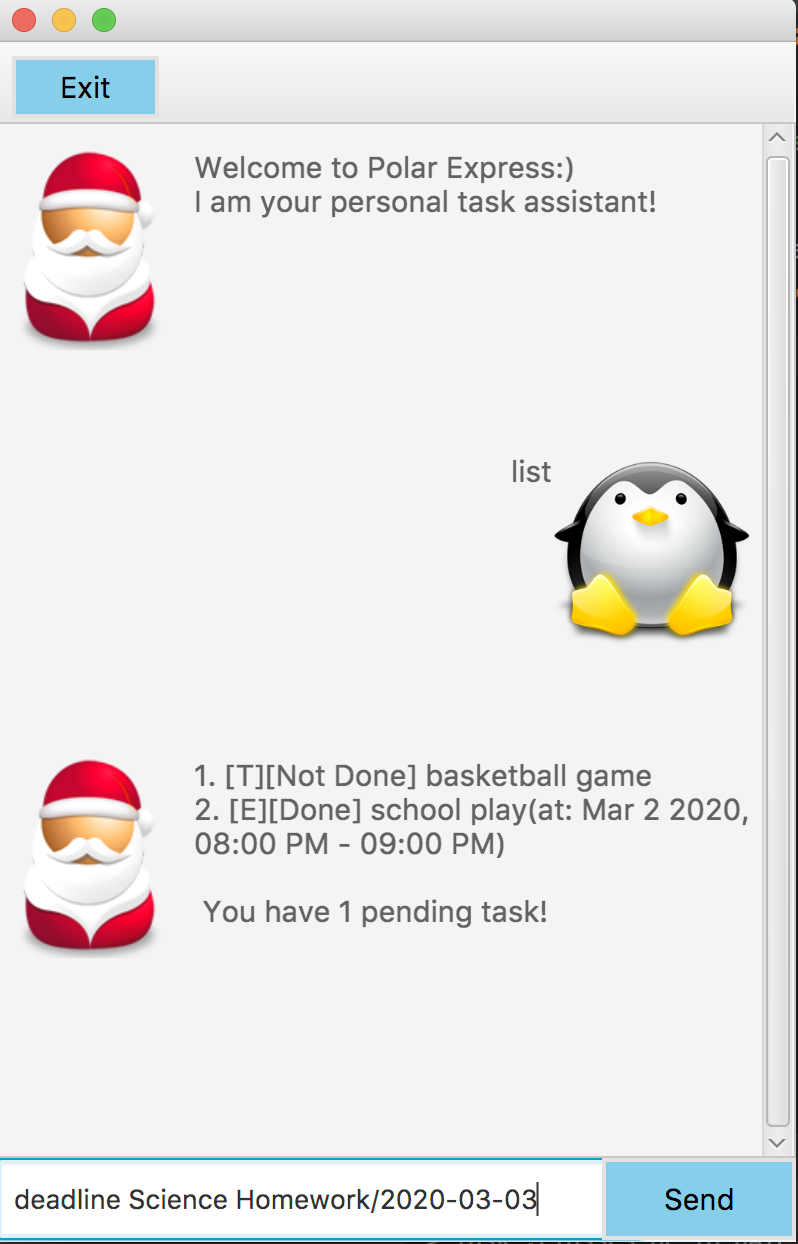 Exit
Welcome to Polar Express:)
I am your personal task assistant!
list
1. [T][Not Done] basketball game
2. [E][Done] school play(at: Mar 2 2020,
08:00 PM - 09:00 PM)
You have 1 pending task!
deadline Science Homework/2020-03-03
Send